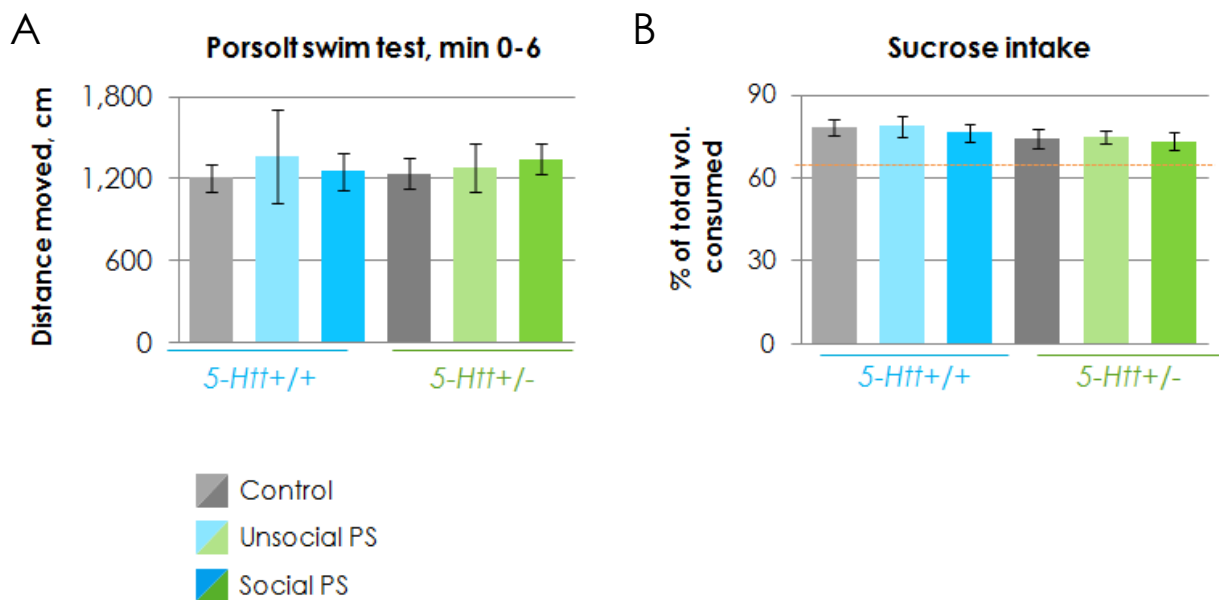 A
Porsolt swim test, min 0-6
Distance moved, cm
1,800
1,200
600
0
5-Htt+/+
5-Htt+/-
B
Sucrose intake
% of total vol.
consumed
90
60
30
0
5-Htt+/+
5-Htt+/-
Control
Unsocial PS
Social PS